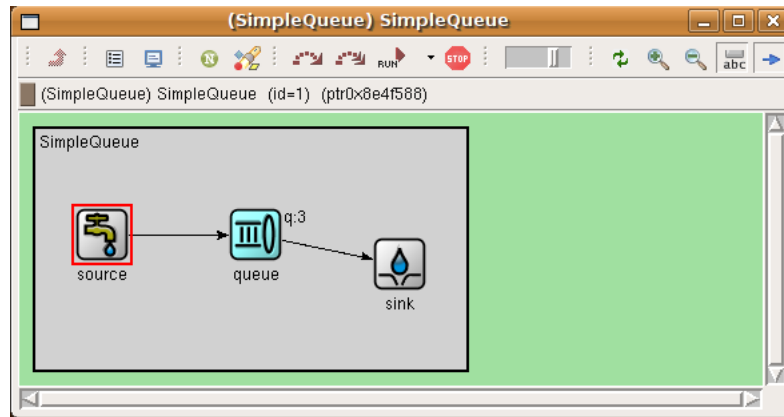 (SimpleQueue) SimpleQueue
N
RUN
STOP
abc
(SimpleQueue) SimpleQueue (id=1) (ptr0x8e4f588)
SimpleQueue
q:3
source
queue
sink